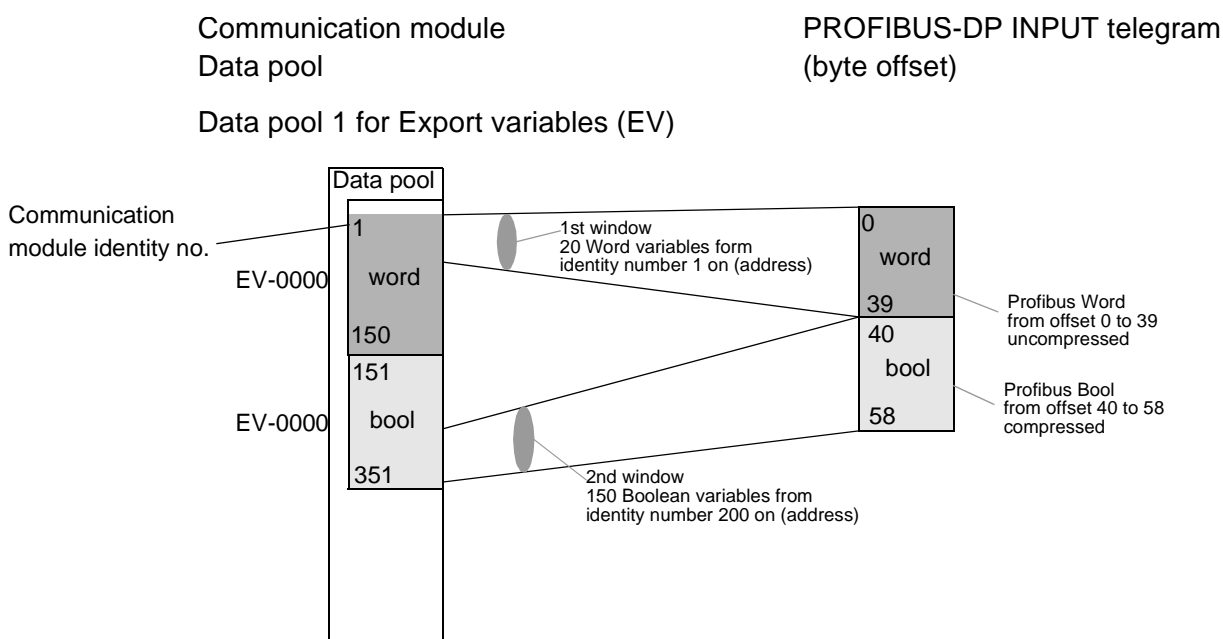 Communication module
Data pool
PROFIBUS-DP INPUT telegram
(byte offset)
Data pool 1 for Export variables (EV)
Data pool
Communication
module identity no.
1
EV-0000
word
150
151
EV-0000
bool
351
1st window
20 Word variables form
identity number 1 on (address)
2nd window
150 Boolean variables from
identity number 200 on (address)
0
word
39
40
bool
58
Profibus Word
from offset 0 to 39
uncompressed
Profibus Bool
from offset 40 to 58
compressed